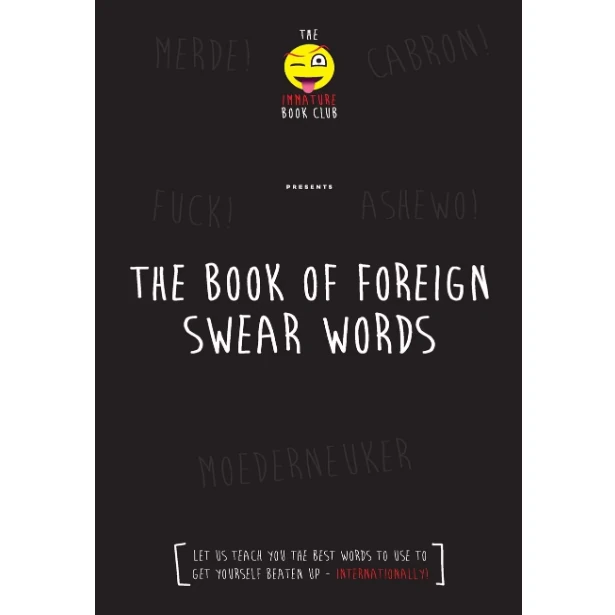 MERDE!
THE
CABRON!
IMMATURE
BOOK CLUB
PRESENTS
FUCK!
ASHEWO!
THE BOOK OF FOREIGN
SWEAR WORDS
MOEDERNEUKER
LET US TEACH YOU THE BEST WORDS TO USE TO
GET YOURSELF BEATEN UP - INTERNATIONALLY!